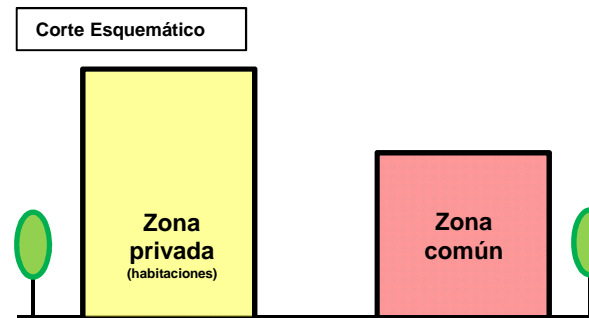 Corte Esquemático
Zona
privada
(habitaciones)
Zona
común